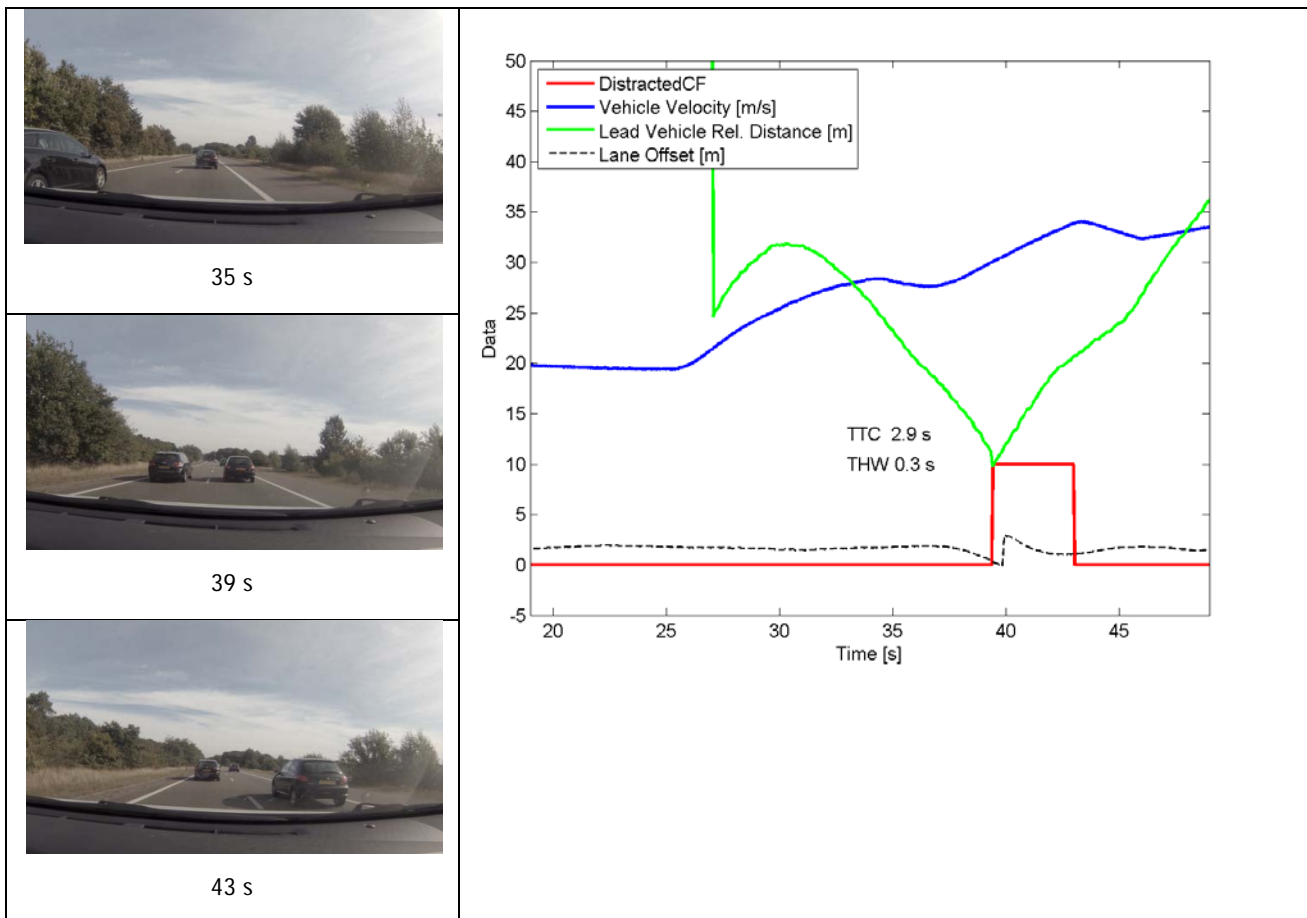 35 s
39 s
43 s
50
45
40
35
30
25
20
15
10
5
0
-5
Data
DistractedCF
Vehicle Velocity [m/s]
Lead Vehicle Rel. Distance [m]
Lane Offset [m]
TTC 2.9 s
THW 0.3 s
20 25 30 35 40 45
Time [s]